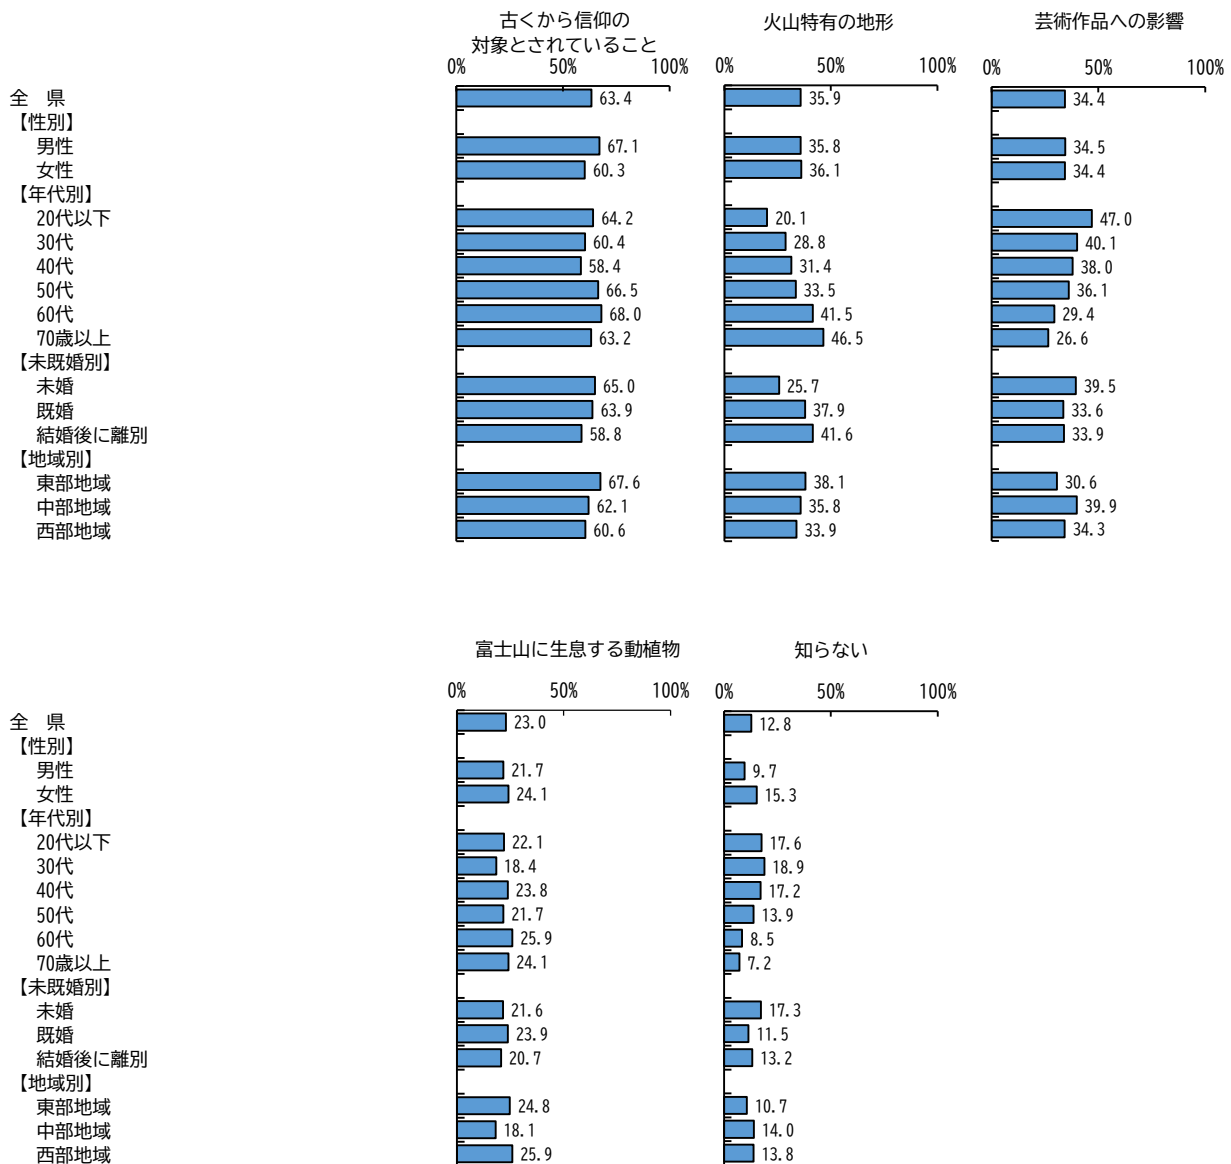 古くから信仰の
対象とされていること
火山特有の地形
芸術作品への影響
0% 50% 100% 0% 50% 100% 0% 50% 100%
全 県 63.4 35.9 34.4
【性別】
男性 67.1 35.8 34.5
女性 60.3 36.1 34.4
【年代別】
20代以下 64.2 20.1 47.0
30代 60.4 28.8 40.1
40代 58.4 31.4 38.0
50代 66.5 33.5 36.1
60代 68.0 41.5 29.4
70歳以上 63.2 46.5 26.6
【未既婚別】
未婚 65.0 25.7 39.5
既婚 63.9 37.9 33.6
結婚後に離別 58.8 41.6 33.9
【地域別】
東部地域 67.6 38.1 30.6
中部地域 62.1 35.8 39.9
西部地域 60.6 33.9 34.3
富士山に生息する動植物 知らない
0% 50% 100% 0% 50% 100%
全 県 23.0 12.8
【性別】
男性 21.7 9.7
女性 24.1 15.3
【年代別】
20代以下 22.1 17.6
30代 18.4 18.9
40代 23.8 17.2
50代 21.7 13.9
60代 25.9 8.5
70歳以上 24.1 7.2
【未既婚別】
未婚 21.6 17.3
既婚 23.9 11.5
結婚後に離別 20.7 13.2
【地域別】
東部地域 24.8 10.7
中部地域 18.1 14.0
西部地域 25.9 13.8